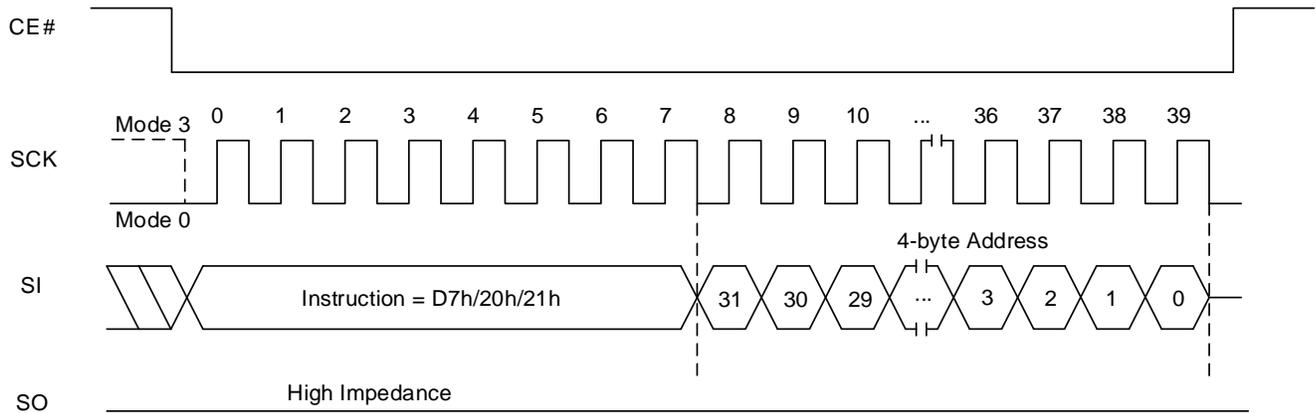 CE#
0 1 2 3 4 5 6 7 8 9 10 ... 36 37 38 39
Mode 3
SCK
Mode 0
4-byte Address
SI
Instruction = D7h/20h/21h 31 30 29 ... 3 2 1 0
High Impedance
SO